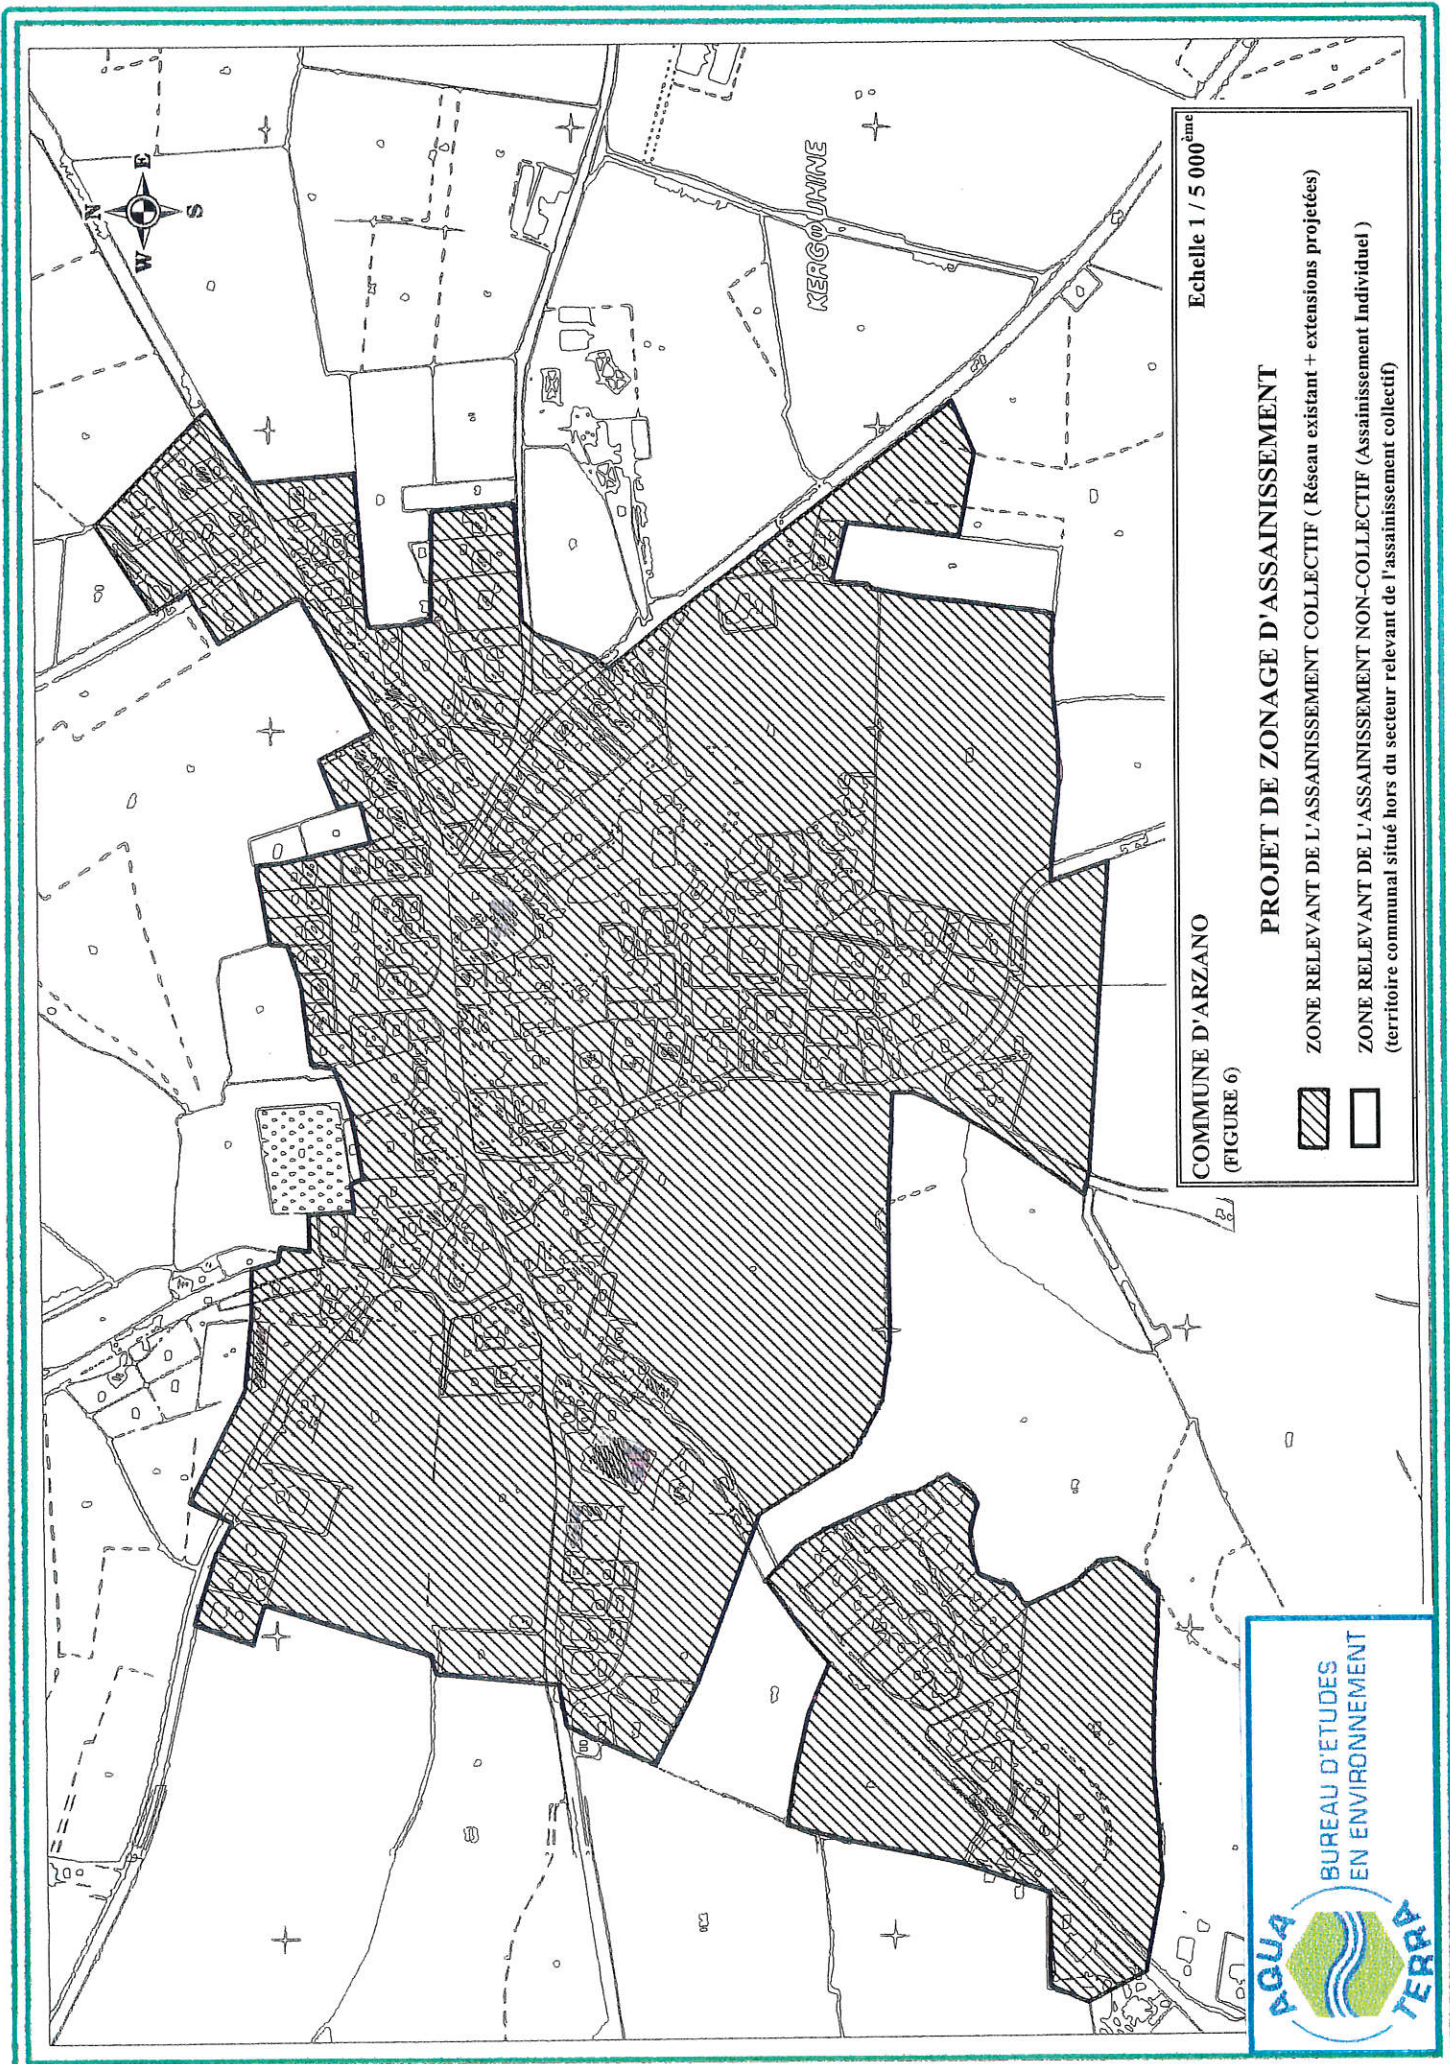 N
W
E
S
KERGOUHINE
COMMUNE D'ARZANO
Echelle 1 / 5 000ème
(FIGURE 6)
PROJET DE ZONAGE D'ASSAINISSEMENT
ZONE RELEVANT DE L'ASSAINISSEMENT COLLECTIF ( Réseau existant + extensions projetées)
ZONE RELEVANT DE L'ASSAINISSEMENT NON-COLLECTIF (Assainissement Individuel )
(territoire communal situé hors du secteur relevant de l'assainissement collectif)
AQUA
TERRA
BUREAU D'ETUDES
EN ENVIRONNEMENT